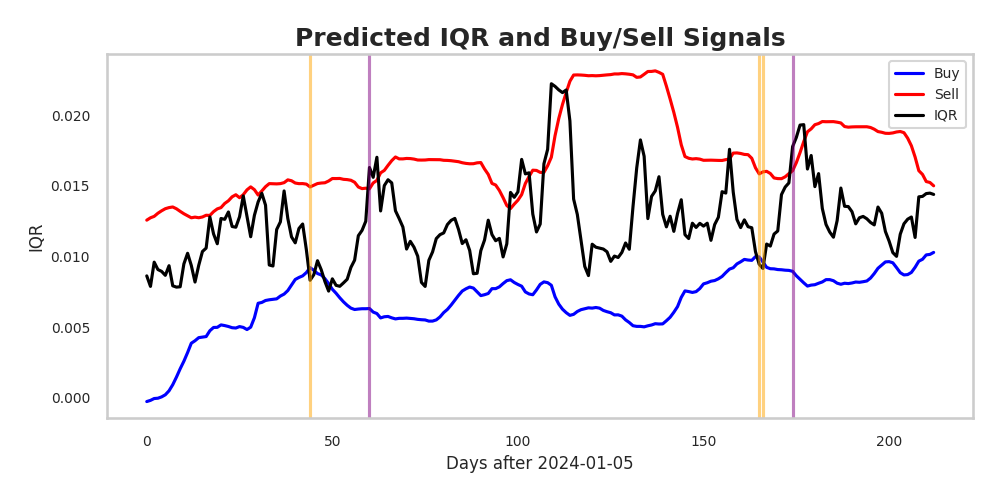 Predicted IQR and Buy/Sell Signals
Buy
Sell
IQR
0.020
0.015
0.010
0.005
0.000
IQR
0
50
100
150
200
Days after 2024-01-05